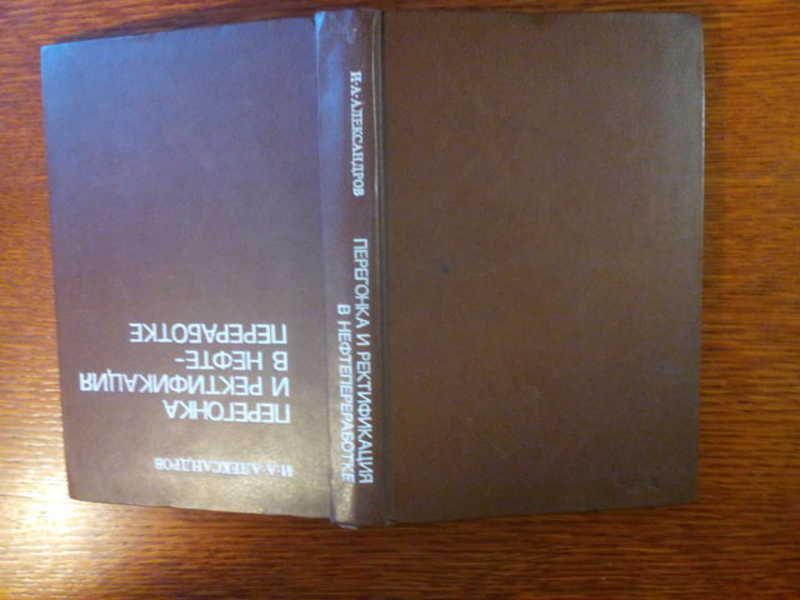 И·А·АЛЕКСАНДРОВ
ПЕРЕГОНКА
И РЕКТИФИКАЦИЯ
В НЕФТЕ-
ПЕРЕРАБОТКЕ
И·А·АЛЕКСАНДРОВ
ПЕРЕГОНКА И РЕКТИФИКАЦИЯ
В НЕФТЕПЕРЕРАБОТКЕ